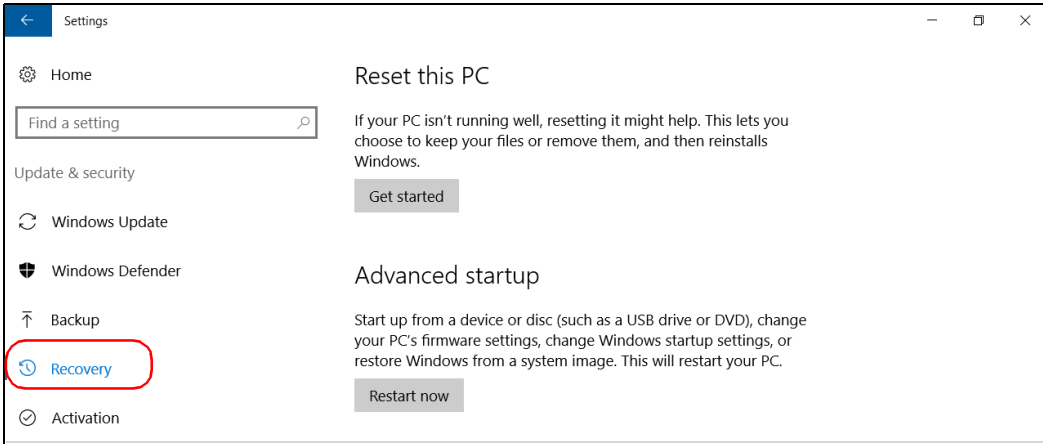 Settings
Home
Find a setting
Update & security
Windows Update
Windows Defender
Backup
Recovery
Activation
Reset this PC
If your PC isn't running well, resetting it might help. This lets you
choose to keep your files or remove them, and then reinstalls
Windows.
Get started
Advanced startup
Start up from a device or disc (such as a USB drive or DVD), change
your PC's firmware settings, change Windows startup settings, or
restore Windows from a system image. This will restart your PC.
Restart now